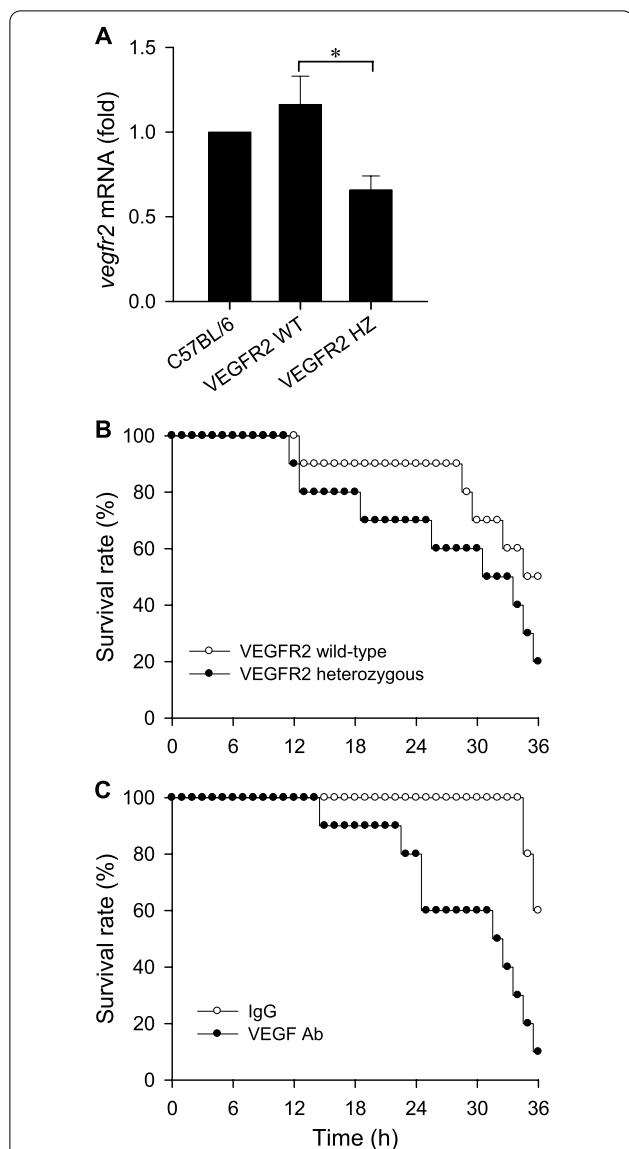 A
*
vegfr2 mRNA (fold)
1.5
1.0
0.5
0.0
C57BL/6
VEGFR2 WT
VEGFR2 HZ
B
Survival rate (%)
100
80
60
40
20
0
VEGFR2 wild-type
VEGFR2 heterozygous
0 6 12 18 24 30 36
C
Survival rate (%)
100
80
60
40
20
0
IgG
VEGF Ab
0 6 12 18 24 30 36
Time (h)